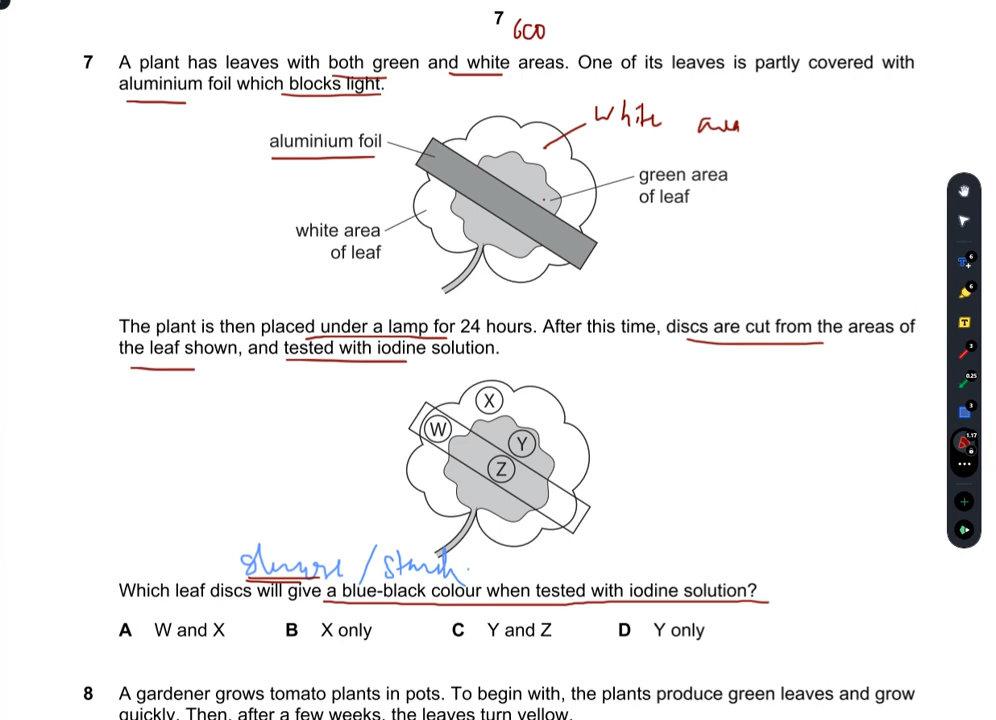 7
6CO
7 A plant has leaves with both green and white areas. One of its leaves is partly covered with
aluminium foil which blocks light.
white area
aluminium foil
green area
of leaf
white area
of leaf
The plant is then placed under a lamp for 24 hours. After this time, discs are cut from the areas of
the leaf shown, and tested with iodine solution.
X
W
Y
Z
/ Starch.
Which leaf discs will give a blue-black colour when tested with iodine solution?
A W and X B X only C Y and Z D Y only
8 A gardener grows tomato plants in pots. To begin with, the plants produce green leaves and grow
quickly. Then, after a few weeks, the leaves turn yellow.